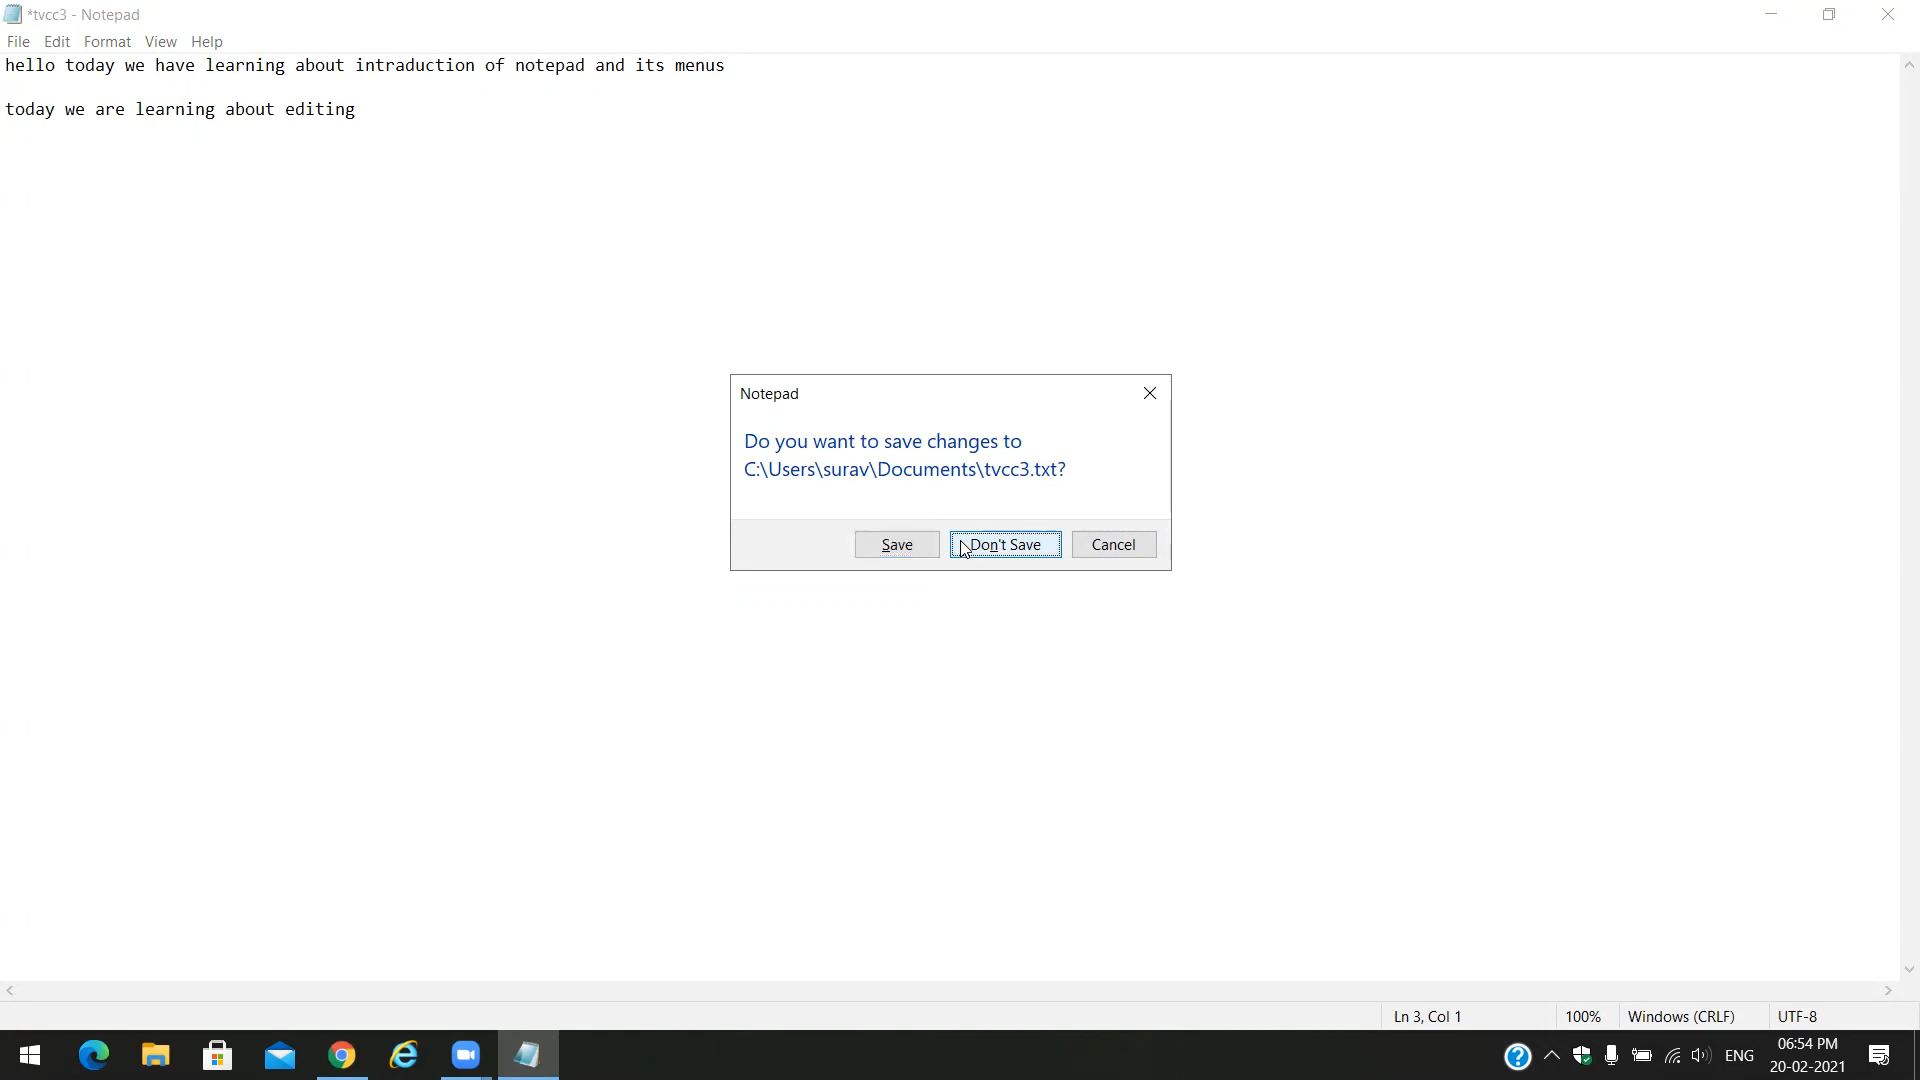 *tvcc3 - Notepad
File Edit Format View Help
hello today we have learning about intraduction of notepad and its menus
today we are learning about editing
Notepad
Do you want to save changes to
C:\Users\surav\Documents\tvcc3.txt?
Save Don't Save Cancel
Ln 3, Col 1 100% Windows (CRLF) UTF-8
ENG
06:54 PM
20-02-2021